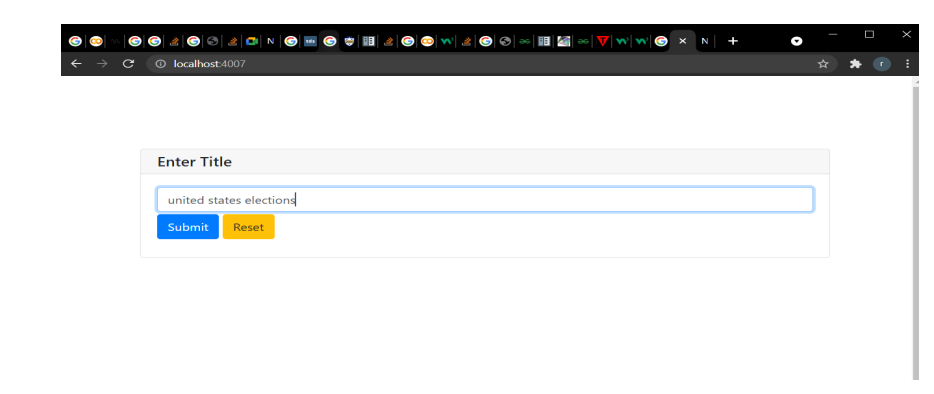 localhost:4007
Enter Title
united states elections
Submit Reset